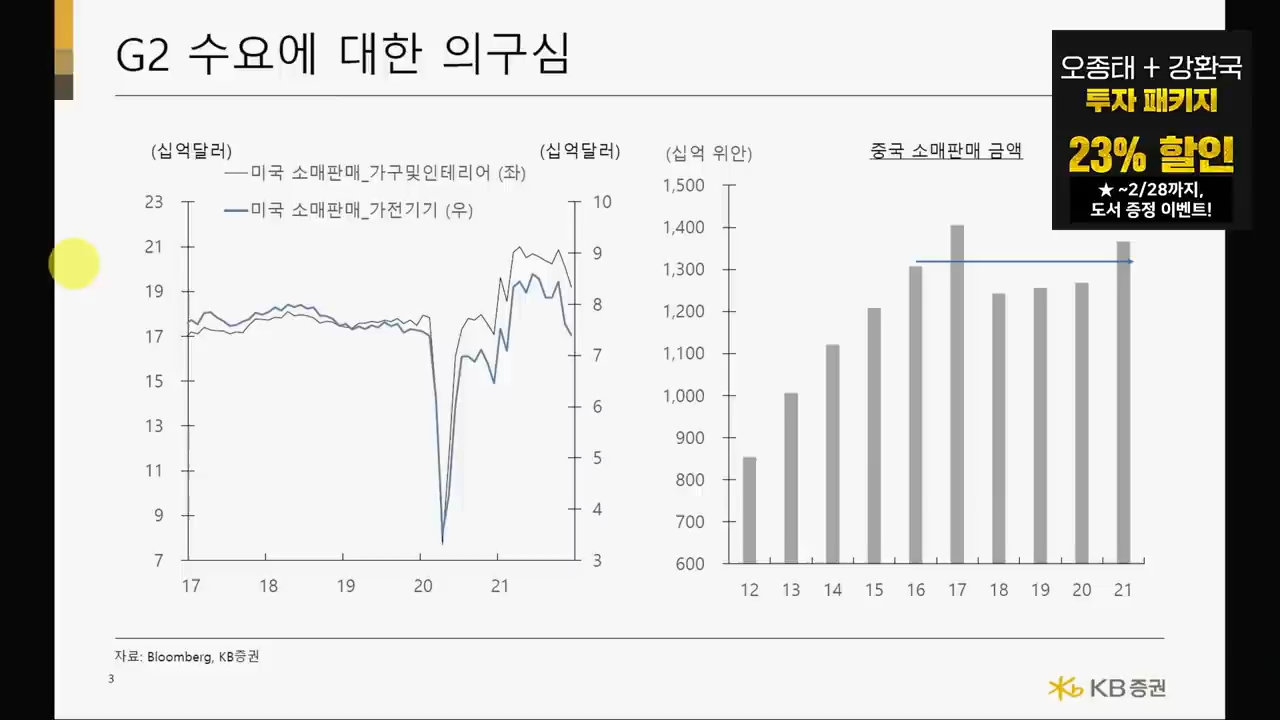 G2 수요에 대한 의구심
오종태 + 강환국
투자 패키지
23% 할인
★ ~2/28까지,
도서 증정 이벤트!
(십억달러)
(십억달러)
미국 소매판매_가구및인테리어 (좌)
미국 소매판매_가전기기 (우)
23
21
19
17
15
13
11
9
7
10
9
8
7
6
5
4
3
17 18 19 20 21
(십억 위안)
중국 소매판매 금액
1,500
1,400
1,300
1,200
1,100
1,000
900
800
700
600
12 13 14 15 16 17 18 19 20 21
자료: Bloomberg, KB증권
3
KB증권